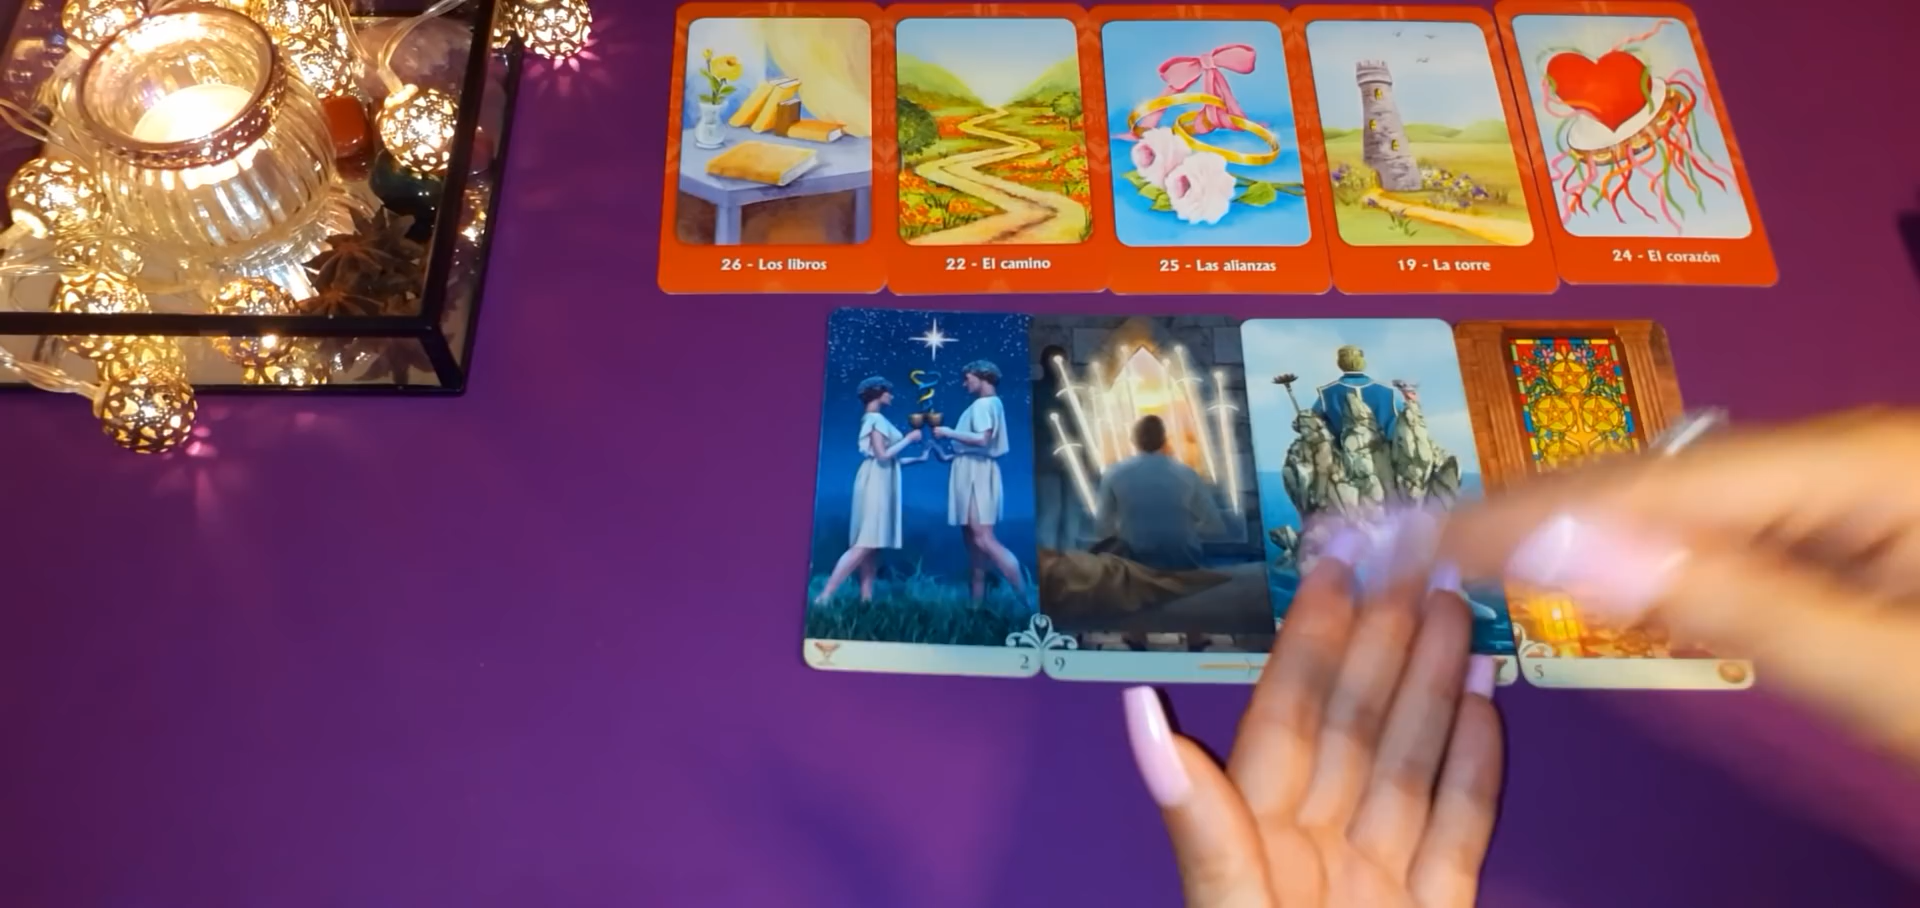 26 - Los libros
22 - El camino
25 - Las alianzas
19 - La torre
24 - El corazón
2
9
5